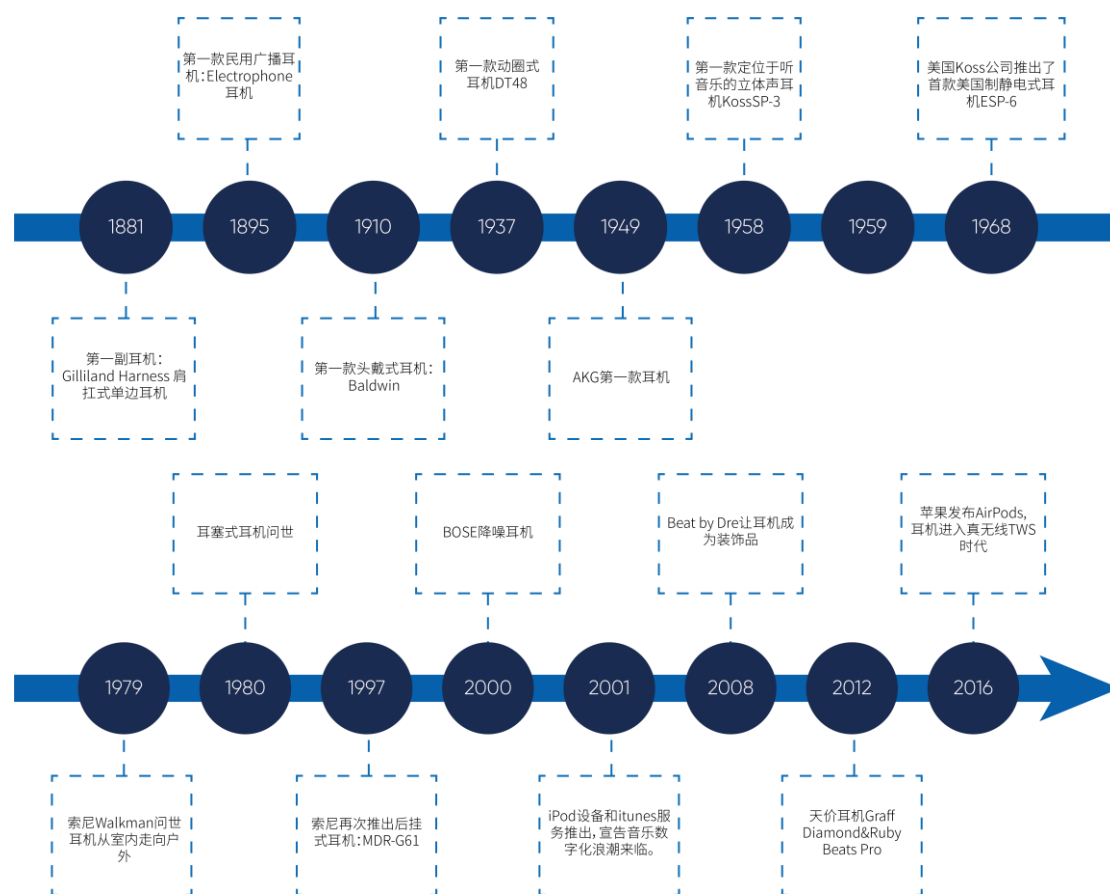 第一款民用广播耳
机：Electrophone
耳机
第一款动圈式
耳机DT48
第一款定位于听
音乐的立体声耳
机KossSP-3
美国Koss公司推出了
首款美国制静电式耳
机ESP-6
1881
1895
1910
1937
1949
1958
1959
1968
第一副耳机：
Gilliland Harness 肩
扛式单边耳机
第一款头戴式耳机：
Baldwin
AKG第一款耳机
耳塞式耳机问世
BOSE降噪耳机
Beat by Dre让耳机成
为装饰品
苹果发布AirPods,
耳机进入真无线TWS
时代
1979
1980
1997
2000
2001
2008
2012
2016
索尼Walkman问世
耳机从室内走向户
外
索尼再次推出后挂
式耳机：MDR-G61
iPod设备和itunes服
务推出，宣告音乐数
字化浪潮来临。
天价耳机Graff
Diamond&Ruby
Beats Pro